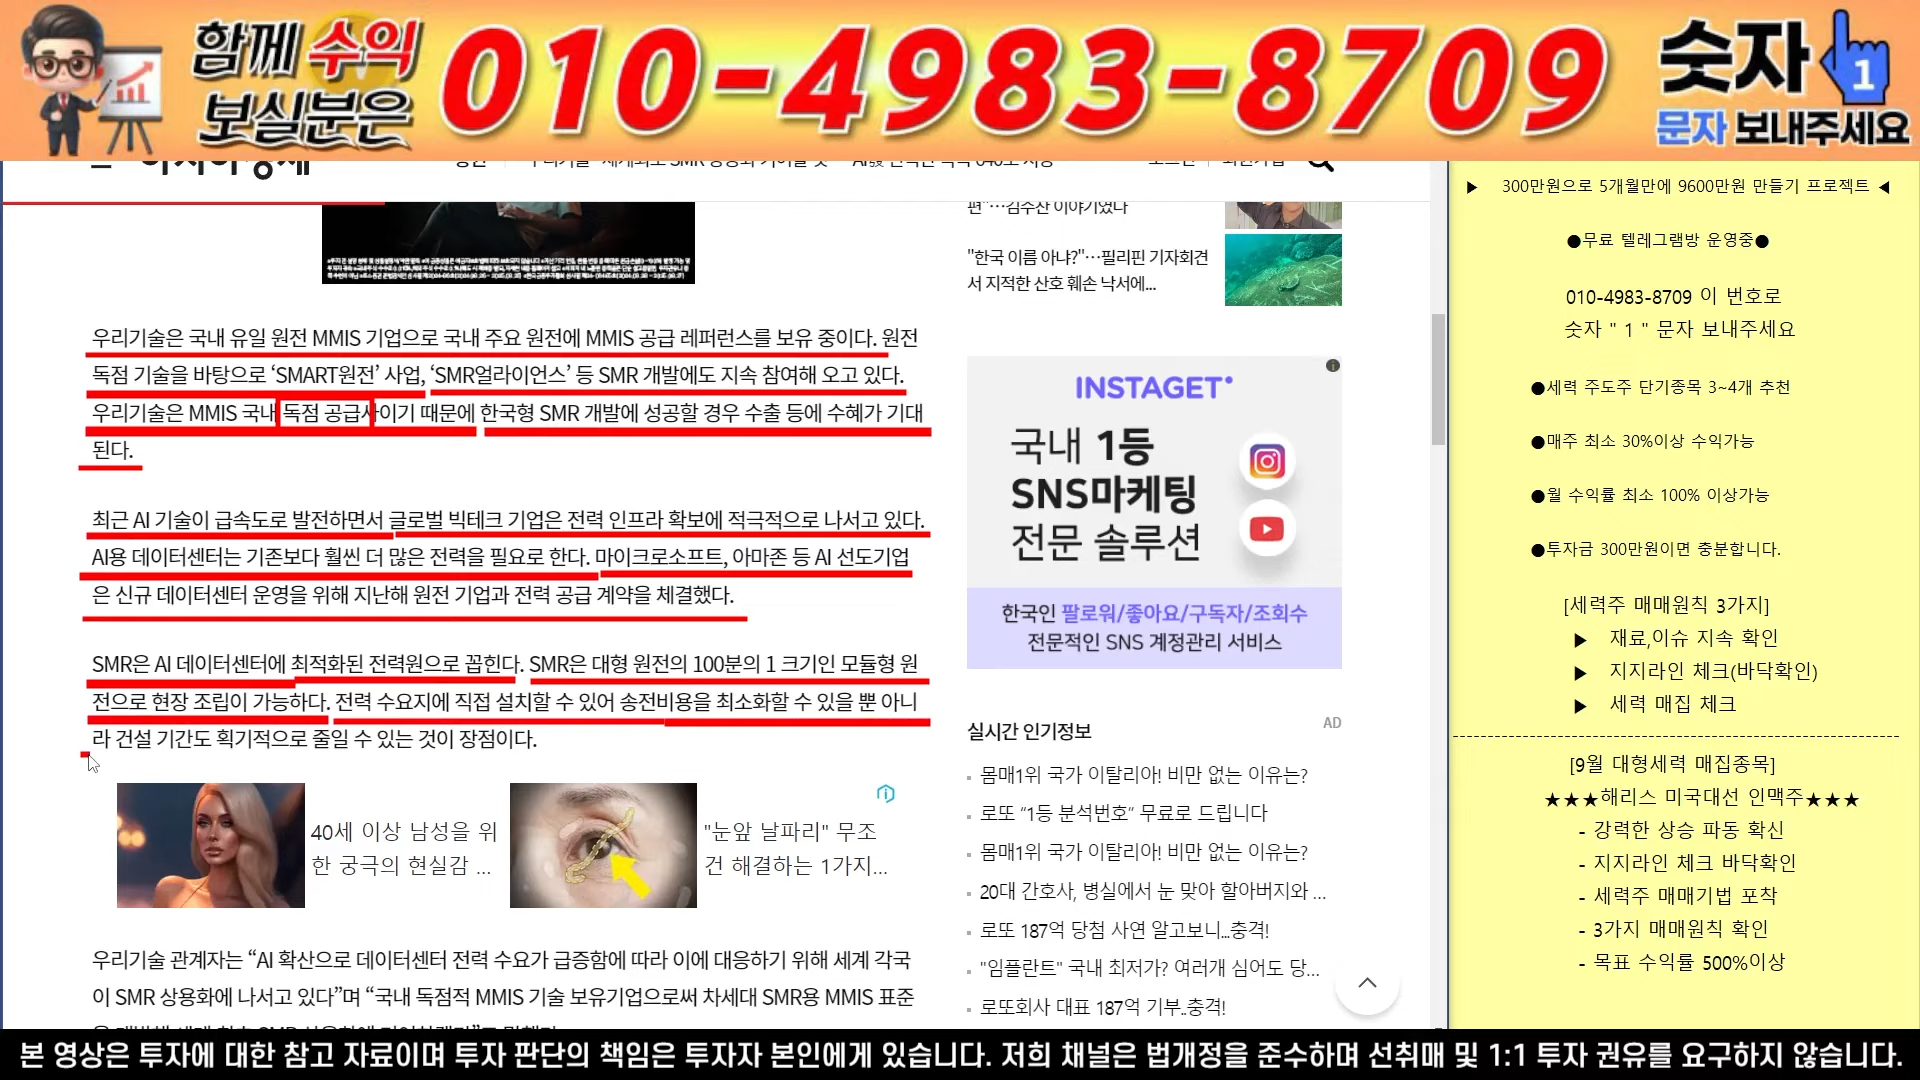 함께 수익
보실분은
010-4983-8709
숫자 1
문자 보내주세요
편"…김수찬 이야기였다
"한국 이름 아냐?"…필리핀 기자회견
서 지적한 산호 훼손 낙서에...
우리기술은 국내 유일 원전 MMIS 기업으로 국내 주요 원전에 MMIS 공급 레퍼런스를 보유 중이다. 원전
독점 기술을 바탕으로 ‘SMART원전’ 사업, ‘SMR얼라이언스’ 등 SMR 개발에도 지속 참여해 오고 있다.
우리기술은 MMIS 국내 독점 공급사이기 때문에 한국형 SMR 개발에 성공할 경우 수출 등에 수혜가 기대
된다.
최근 AI 기술이 급속도로 발전하면서 글로벌 빅테크 기업은 전력 인프라 확보에 적극적으로 나서고 있다.
AI용 데이터센터는 기존보다 훨씬 더 많은 전력을 필요로 한다. 마이크로소프트, 아마존 등 AI 선도기업
은 신규 데이터센터 운영을 위해 지난해 원전 기업과 전력 공급 계약을 체결했다.
SMR은 AI 데이터센터에 최적화된 전력원으로 꼽힌다. SMR은 대형 원전의 100분의 1 크기인 모듈형 원
전으로 현장 조립이 가능하다. 전력 수요지에 직접 설치할 수 있어 송전비용을 최소화할 수 있을 뿐 아니
라 건설 기간도 획기적으로 줄일 수 있는 것이 장점이다.
40세 이상 남성을 위
한 궁극의 현실감 ...
"눈앞 날파리" 무조
건 해결하는 1가지...
우리기술 관계자는 “AI 확산으로 데이터센터 전력 수요가 급증함에 따라 이에 대응하기 위해 세계 각국
이 SMR 상용화에 나서고 있다”며 “국내 독점적 MMIS 기술 보유기업으로써 차세대 SMR용 MMIS 표준
INSTAGET
국내 1등
SNS마케팅
전문 솔루션
한국인 팔로워/좋아요/구독자/조회수
전문적인 SNS 계정관리 서비스
실시간 인기정보
AD
몸매1위 국가 이탈리아! 비만 없는 이유는?
로또 “1등 분석번호” 무료로 드립니다
몸매1위 국가 이탈리아! 비만 없는 이유는?
20대 간호사, 병실에서 눈 맞아 할아버지와 ...
로또 187억 당첨 사연 알고보니...충격!
"임플란트" 국내 최저가? 여러개 심어도 당...
로또회사 대표 187억 기부..충격!
▶ 300만원으로 5개월만에 9600만원 만들기 프로젝트 ◀
●무료 텔레그램방 운영중●
010-4983-8709 이 번호로
숫자 " 1 " 문자 보내주세요
●세력 주도주 단기종목 3~4개 추천
●매주 최소 30%이상 수익가능
●월 수익률 최소 100% 이상가능
●투자금 300만원이면 충분합니다.
[세력주 매매원칙 3가지]
▶ 재료,이슈 지속 확인
▶ 지지라인 체크(바닥확인)
▶ 세력 매집 체크
[9월 대형세력 매집종목]
★★★해리스 미국대선 인맥주★★★
- 강력한 상승 파동 확신
- 지지라인 체크 바닥확인
- 세력주 매매기법 포착
- 3가지 매매원칙 확인
- 목표 수익률 500%이상
본 영상은 투자에 대한 참고 자료이며 투자 판단의 책임은 투자자 본인에게 있습니다. 저희 채널은 법개정을 준수하며 선취매 및 1:1 투자 권유를 요구하지 않습니다.